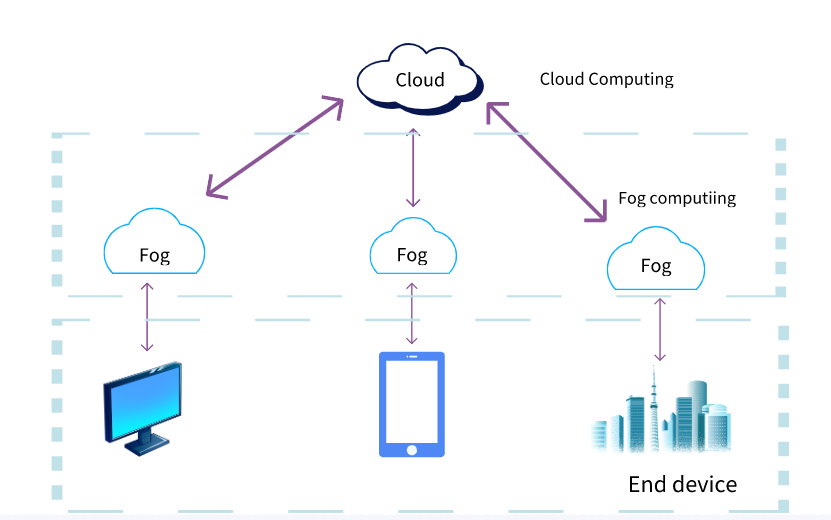 Cloud
Cloud Computing
Fog computiing
Fog
Fog
Fog
End device